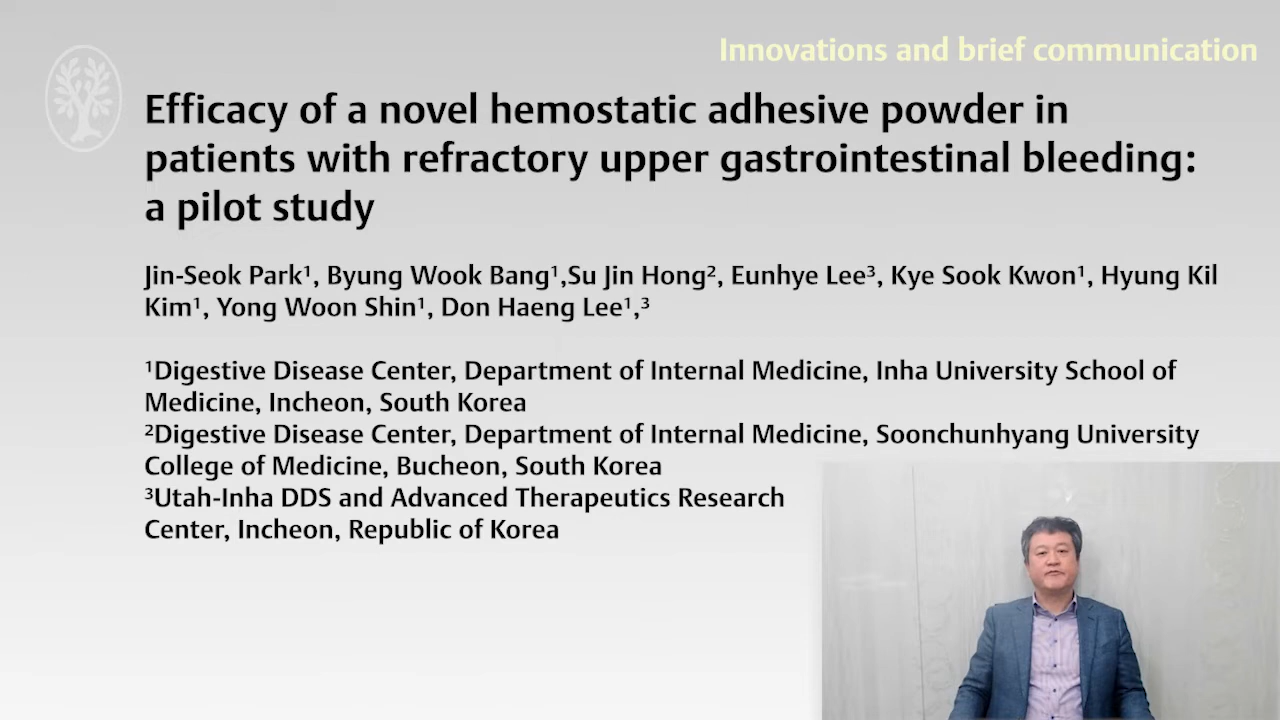 Innovations and brief communication
Efficacy of a novel hemostatic adhesive powder in
patients with refractory upper gastrointestinal bleeding:
a pilot study
Jin-Seok Park¹, Byung Wook Bang¹,Su Jin Hong², Eunhye Lee³, Kye Sook Kwon¹, Hyung Kil
Kim¹, Yong Woon Shin¹, Don Haeng Lee¹,³
¹Digestive Disease Center, Department of Internal Medicine, Inha University School of
Medicine, Incheon, South Korea
²Digestive Disease Center, Department of Internal Medicine, Soonchunhyang University
College of Medicine, Bucheon, South Korea
³Utah-Inha DDS and Advanced Therapeutics Research
Center, Incheon, Republic of Korea